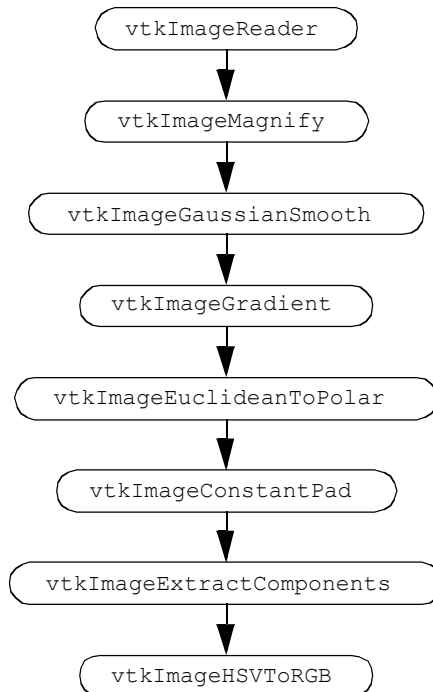 vtkImageReader
vtkImageMagnify
vtkImageGaussianSmooth
vtkImageGradient
vtkImageEuclideanToPolar
vtkImageConstantPad
vtkImageExtractComponents
vtkImageHSVToRGB